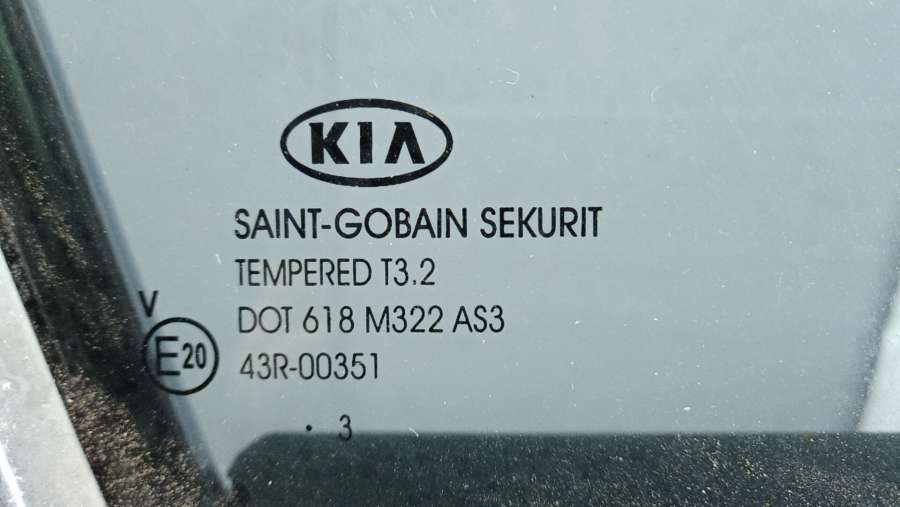 KIA
SAINT-GOBAIN SEKURIT
TEMPERED T3.2
V
DOT 618 M322 AS3
E20
43R-00351
. 3